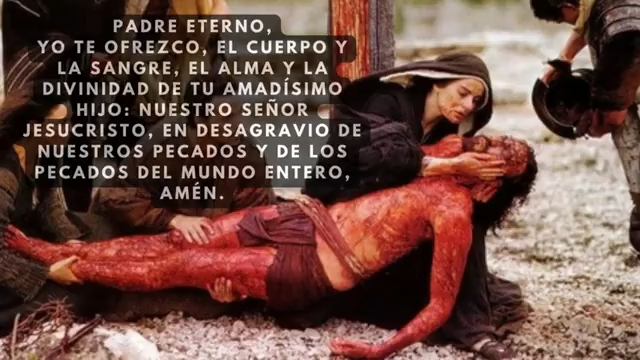 PADRE ETERNO,
YO TE OFREZCO, EL CUERPO Y
LA SANGRE, EL ALMA Y LA
DIVINIDAD DE TU AMADÍSIMO
HIJO: NUESTRO SEÑOR
JESUCRISTO, EN DESAGRAVIO DE
NUESTROS PECADOS Y DE LOS
PECADOS DEL MUNDO ENTERO,
AMÉN.